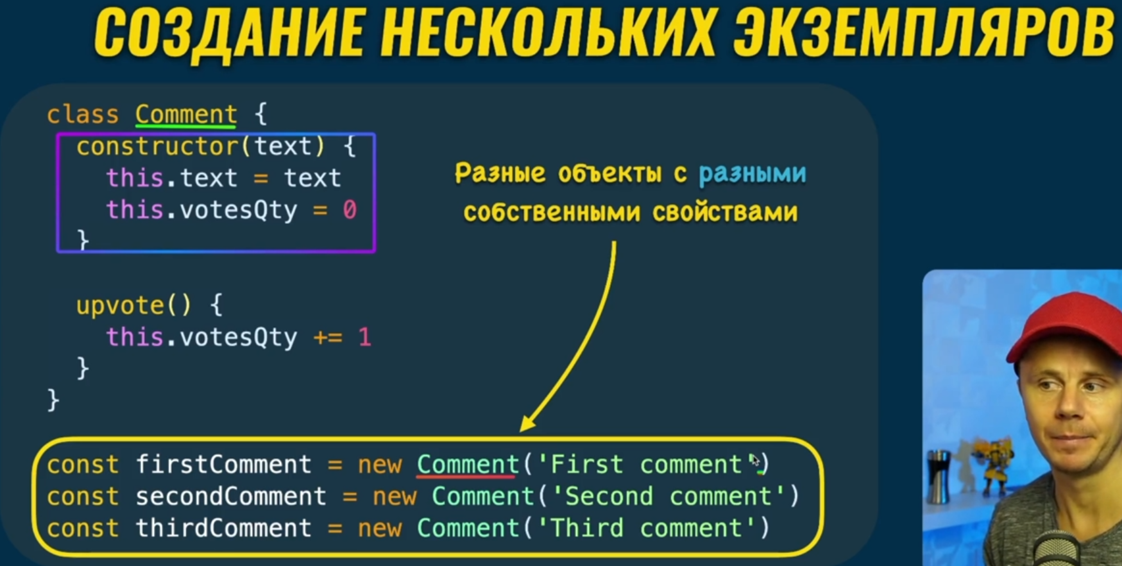 СОЗДАНИЕ НЕСКОЛЬКИХ ЭКЗЕМПЛЯРОВ
class Comment {
constructor(text) {
this.text = text
this.votesQty = 0
}
upvote() {
this.votesQty += 1
}
}
Разные объекты с разными
собственными свойствами
const firstComment = new Comment('First comment')
const secondComment = new Comment('Second comment')
const thirdComment = new Comment('Third comment')